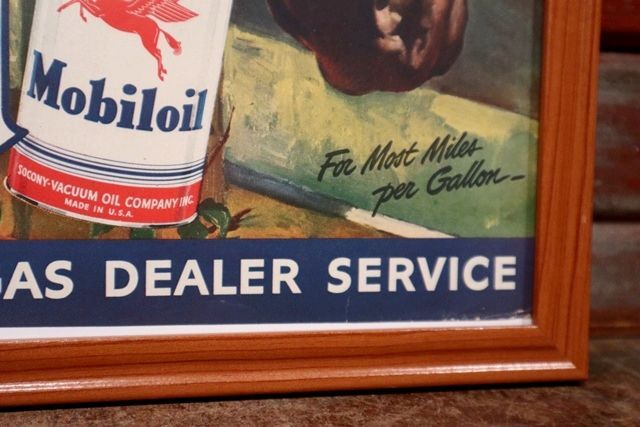 Mobiloil
SOCONY-VACUUM OIL COMPANY INC.
MADE IN U.S.A.
For Most Miles
per Gallon-
GAS DEALER SERVICE